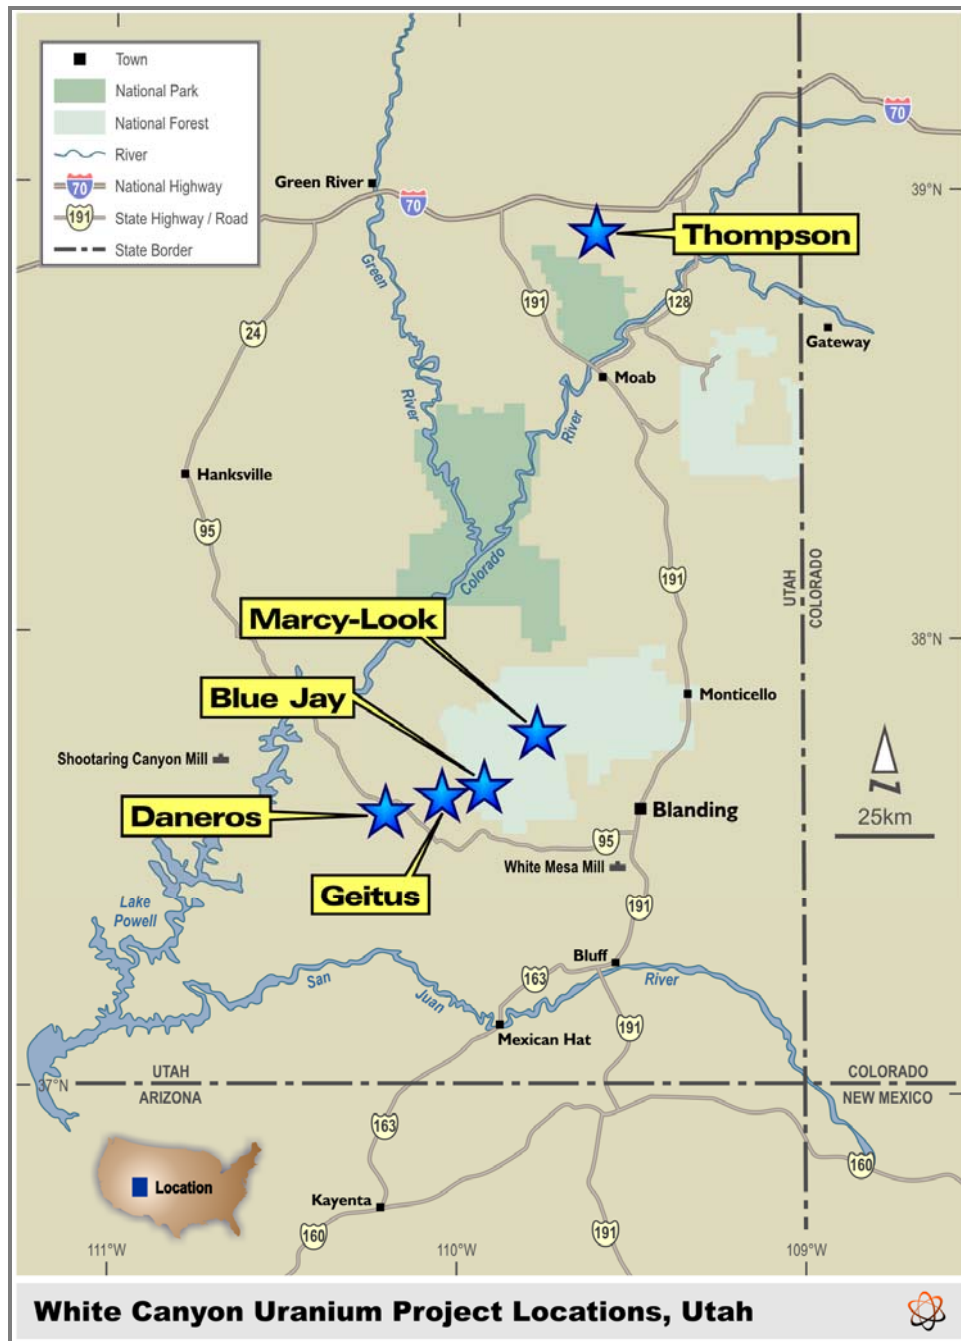 Town
National Park
National Forest
River
70
National Highway
191
State Highway / Road
State Border
70
Green River
70
39°N
Thompson
Green
191
128
24
Gateway
Moab
River
River
Hanksville
95
Colorado
191
UTAH
COLORADO
Marcy-Look
38°N
Blue Jay
Monticello
Shootaring Canyon Mill
N
25km
Daneros
Blanding
95
White Mesa Mill
Geitus
Lake
Powell
191
Bluff
San
Juan
163
River
191
Mexican Hat
37°N
UTAH
ARIZONA
COLORADO
NEW MEXICO
163
160
Location
Kayenta
160
191
111°W
110°W
109°W
White Canyon Uranium Project Locations, Utah